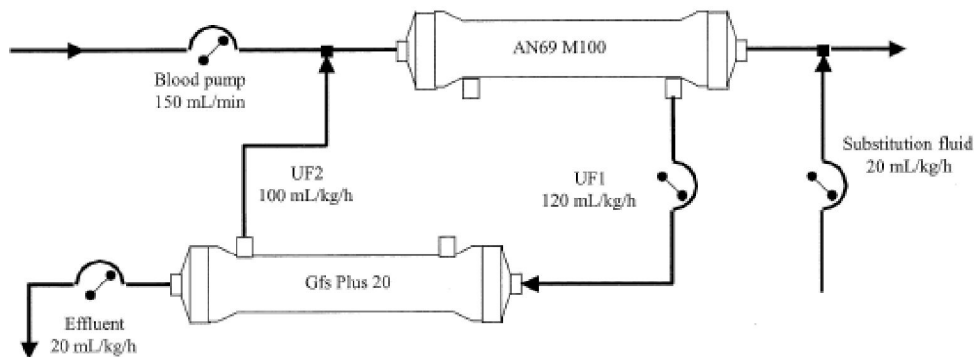 AN69 M100
Blood pump
150 mL/min
Substitution fluid
20 mL/kg/h
UF2
100 mL/kg/h
UF1
120 mL/kg/h
Gfs Plus 20
Effluent
20 mL/kg/h